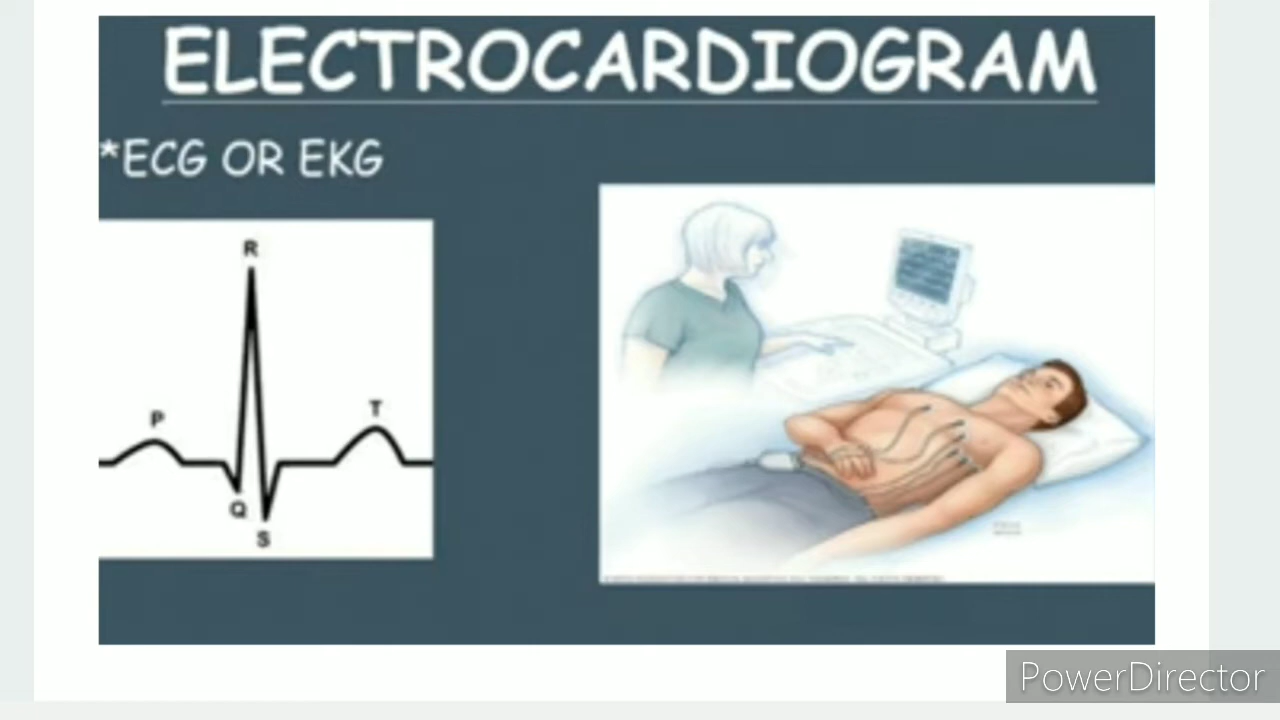 ELECTROCARDIOGRAM
*ECG OR EKG
R
P
T
Q
S
PowerDirector